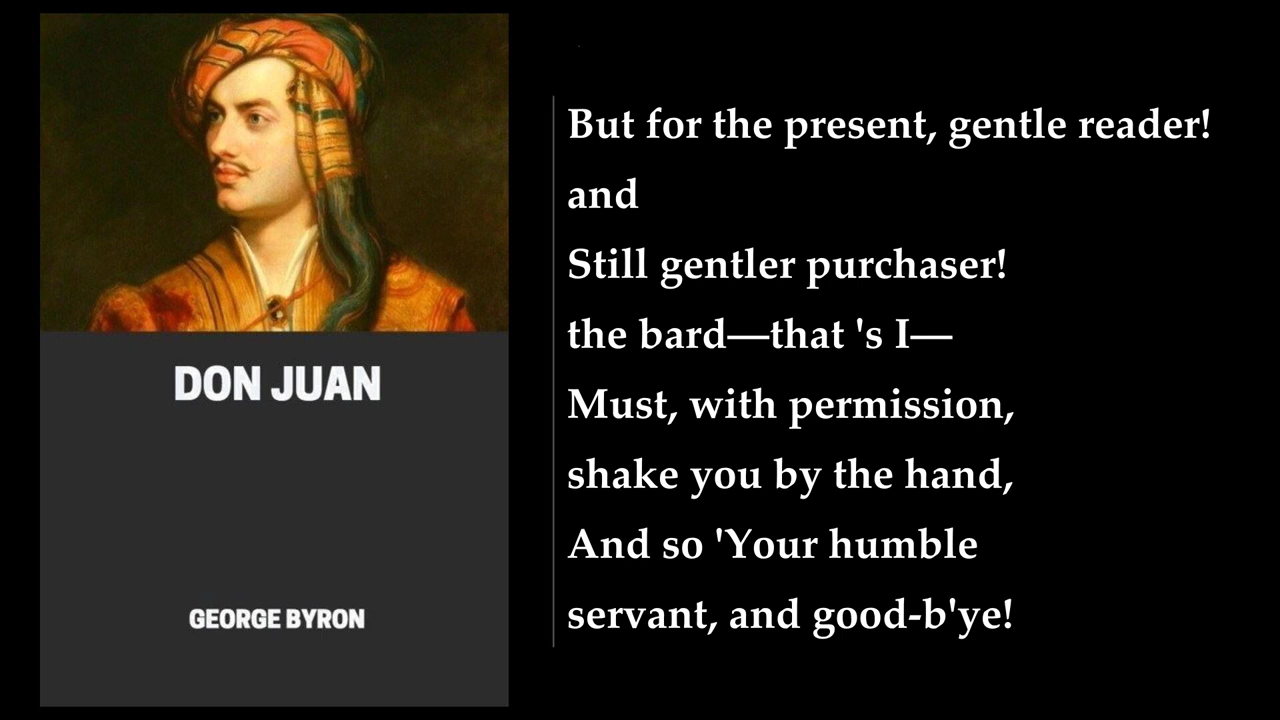 DON JUAN
GEORGE BYRON
But for the present, gentle reader!
and
Still gentler purchaser!
the bard—that 's I—
Must, with permission,
shake you by the hand,
And so 'Your humble
servant, and good-b'ye!